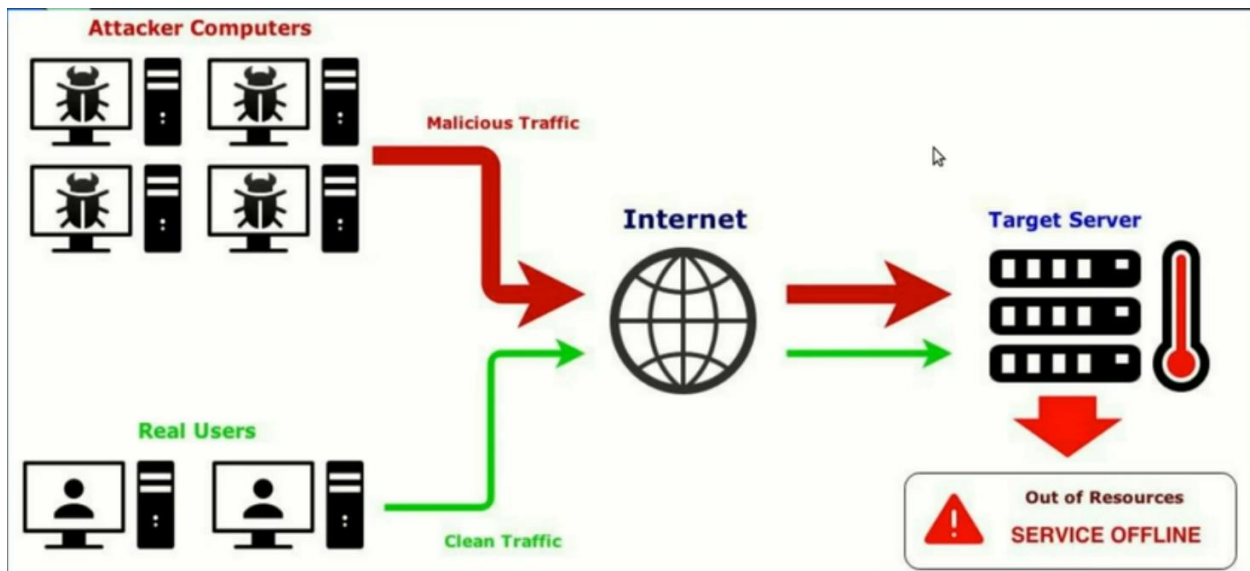 Attacker Computers
Malicious Traffic
Internet
Target Server
Real Users
Clean Traffic
Out of Resources
SERVICE OFFLINE